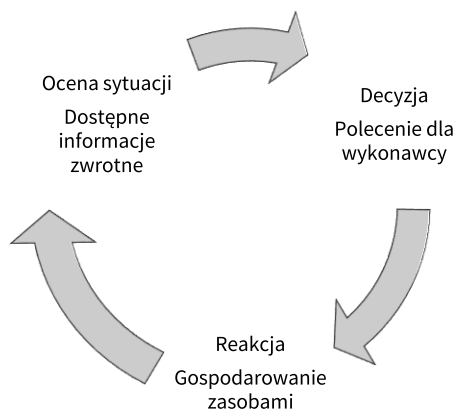 Ocena sytuacji
Dostępne
informacje
zwrotne
Decyzja
Polecenie dla
wykonawcy
Reakcja
Gospodarowanie
zasobami